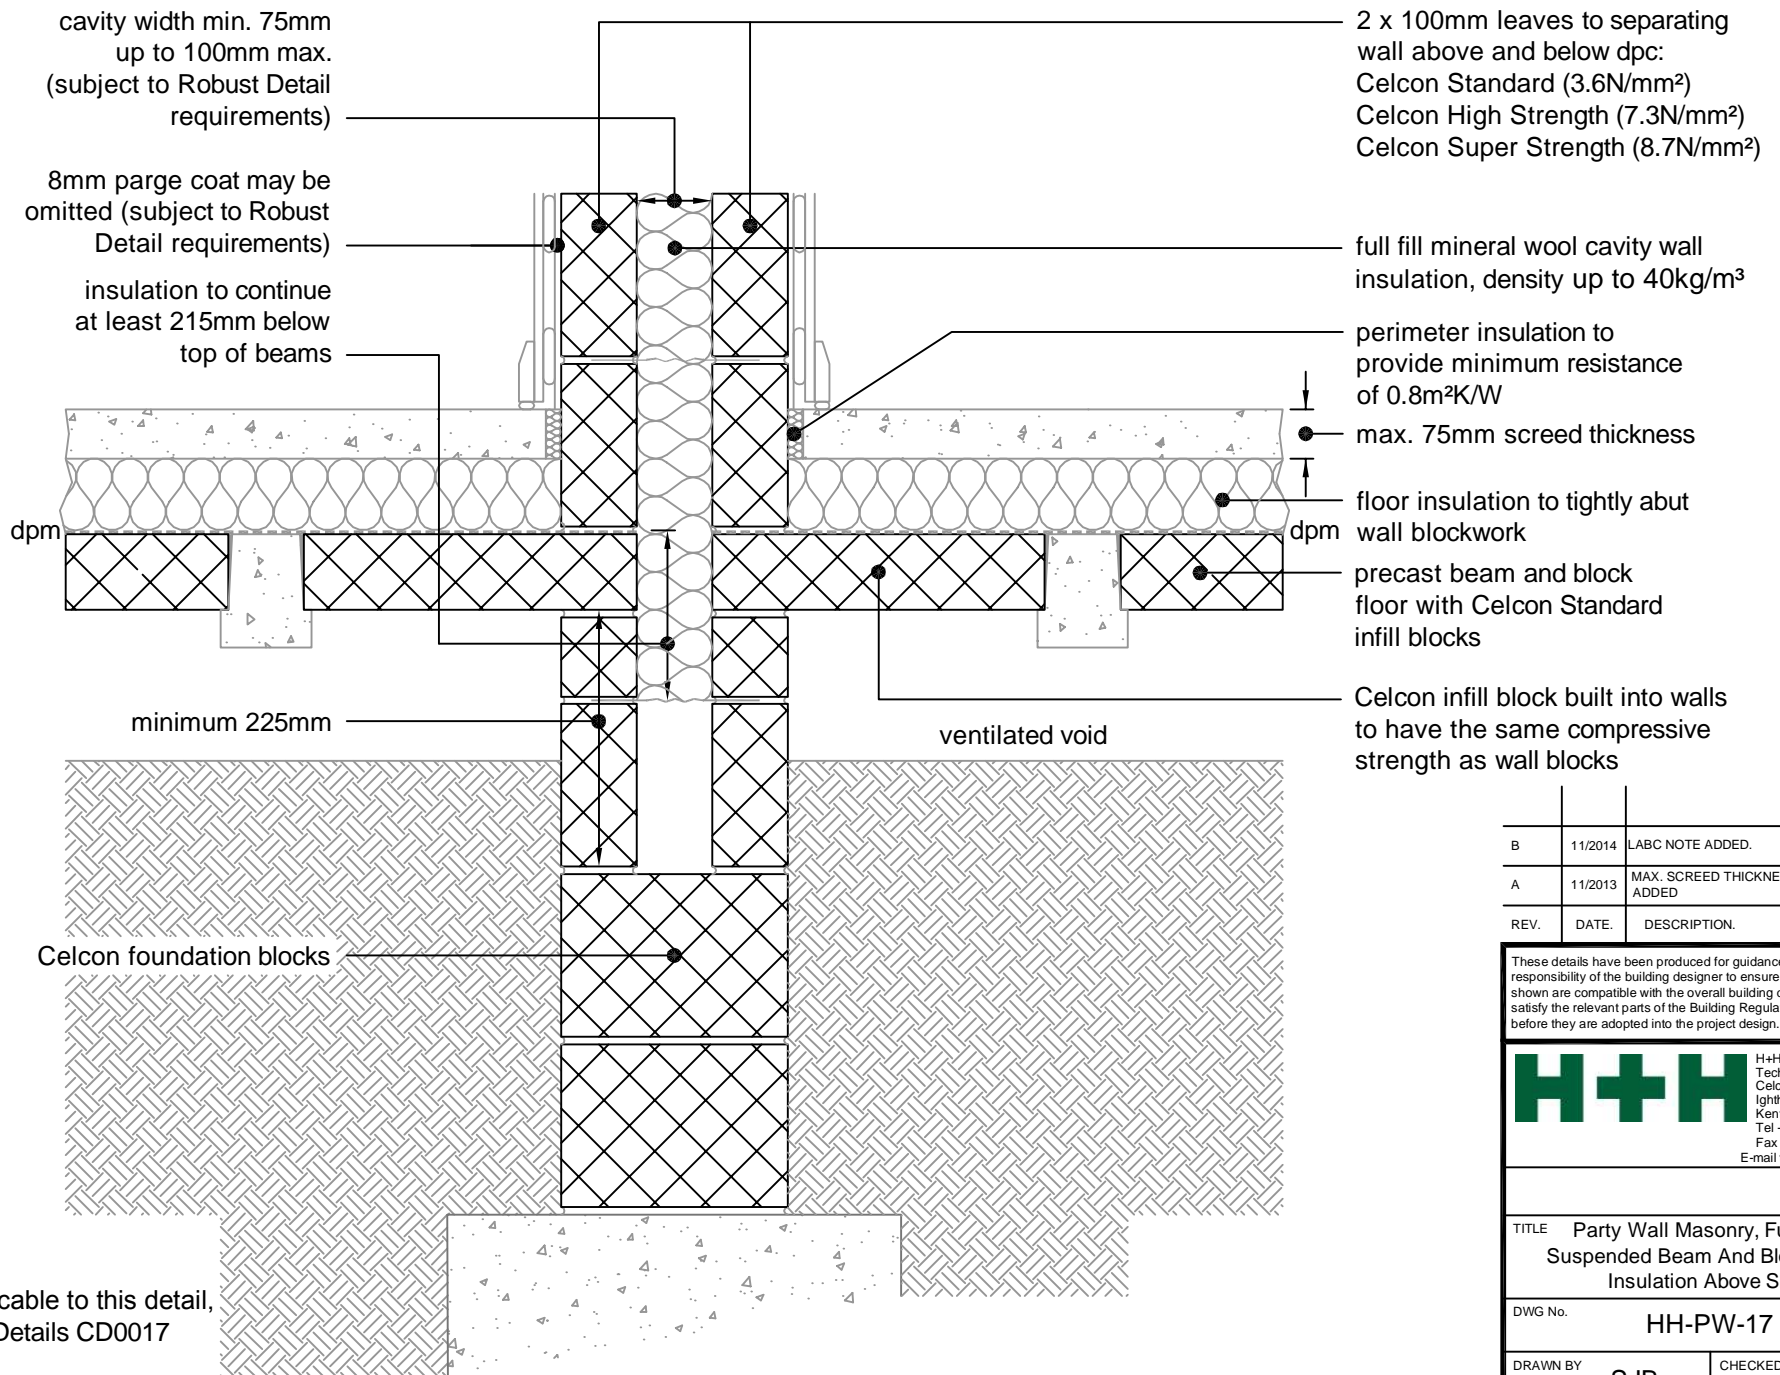 cavity width min. 75mm
up to 100mm max.
(subject to Robust Detail
requirements)
8mm parge coat may be
omitted (subject to Robust
Detail requirements)
insulation to continue
at least 215mm below
top of beams
dpm
minimum 225mm
Celcon foundation blocks
cable to this detail,
Details CD0017
2 x 100mm leaves to separating
wall above and below dpc:
Celcon Standard (3.6N/mm²)
Celcon High Strength (7.3N/mm²)
Celcon Super Strength (8.7N/mm²)
full fill mineral wool cavity wall
insulation, density up to 40kg/m³
perimeter insulation to
provide minimum resistance
of 0.8m²K/W
max. 75mm screed thickness
floor insulation to tightly abut
wall blockwork
dpm
precast beam and block
floor with Celcon Standard
infill blocks
Celcon infill block built into walls
to have the same compressive
strength as wall blocks
ventilated void
B 11/2014 LABC NOTE ADDED.
A 11/2013 MAX. SCREED THICKNE
ADDED
REV. DATE. DESCRIPTION.
These details have been produced for guidance
responsibility of the building designer to ensure
shown are compatible with the overall building
satisfy the relevant parts of the Building Regula
before they are adopted into the project design.
H+H
H+H
Tech
Celc
Ighth
Kent
Tel -
Fax
E-mail
TITLE Party Wall Masonry, Fu
Suspended Beam And Blo
Insulation Above S
DWG No. HH-PW-17
DRAWN BY
CHECKED